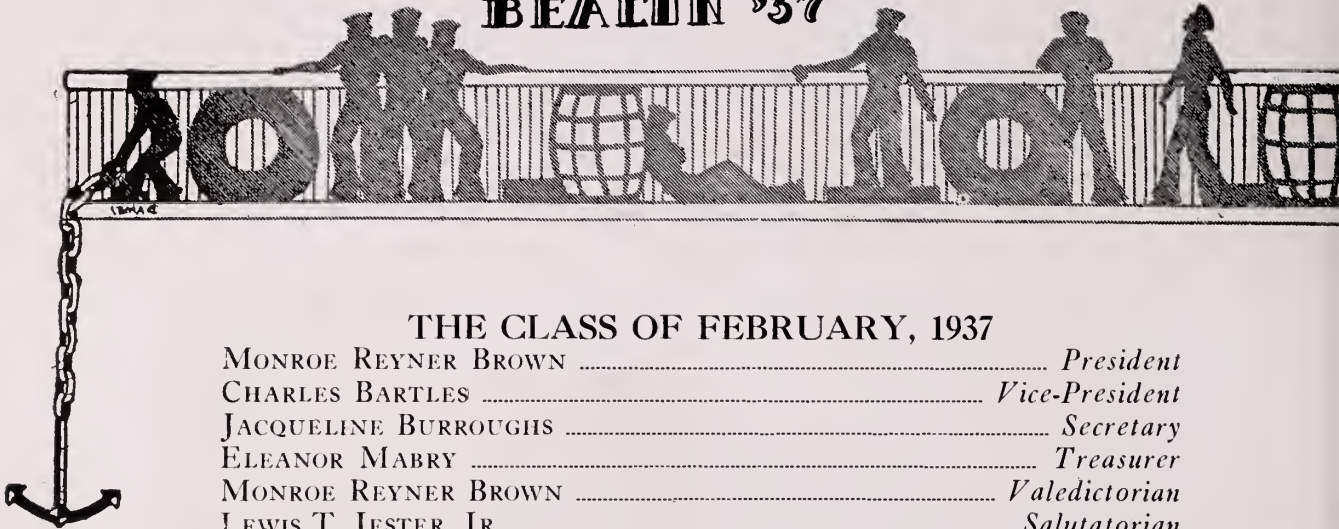 BEACON '37
THE CLASS OF FEBRUARY, 1937
MONROE REYNER BROWN ........ President
CHARLES BARTLES ........ Vice-President
JACQUELINE BURROUGHS ........ Secretary
ELEANOR MABRY ........ Treasurer
MONROE REYNER BROWN ........ Valedictorian
LEWIS T. JESTER, JR. ........ Salutatorian